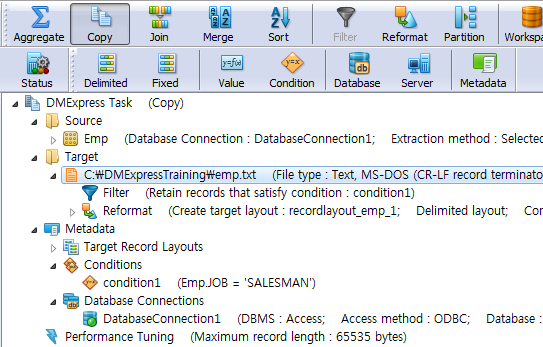 Aggregate Copy Join Merge Sort Filter Reformat Partition Workspa
Status Delimited Fixed Value Condition Database Server Metadata
DMExpress Task (Copy)
Source
Emp (Database Connection : DatabaseConnection1; Extraction method : Selected
Target
C:₩DMExpressTraining₩emp.txt (File type : Text, MS-DOS (CR-LF record terminato
Filter (Retain records that satisfy condition : condition1)
Reformat (Create target layout : recordlayout_emp_1; Delimited layout; Con
Metadata
Target Record Layouts
Conditions
condition1 (Emp.JOB = 'SALESMAN')
Database Connections
DatabaseConnection1 (DBMS : Access; Access method : ODBC; Database :
Performance Tuning (Maximum record length : 65535 bytes)